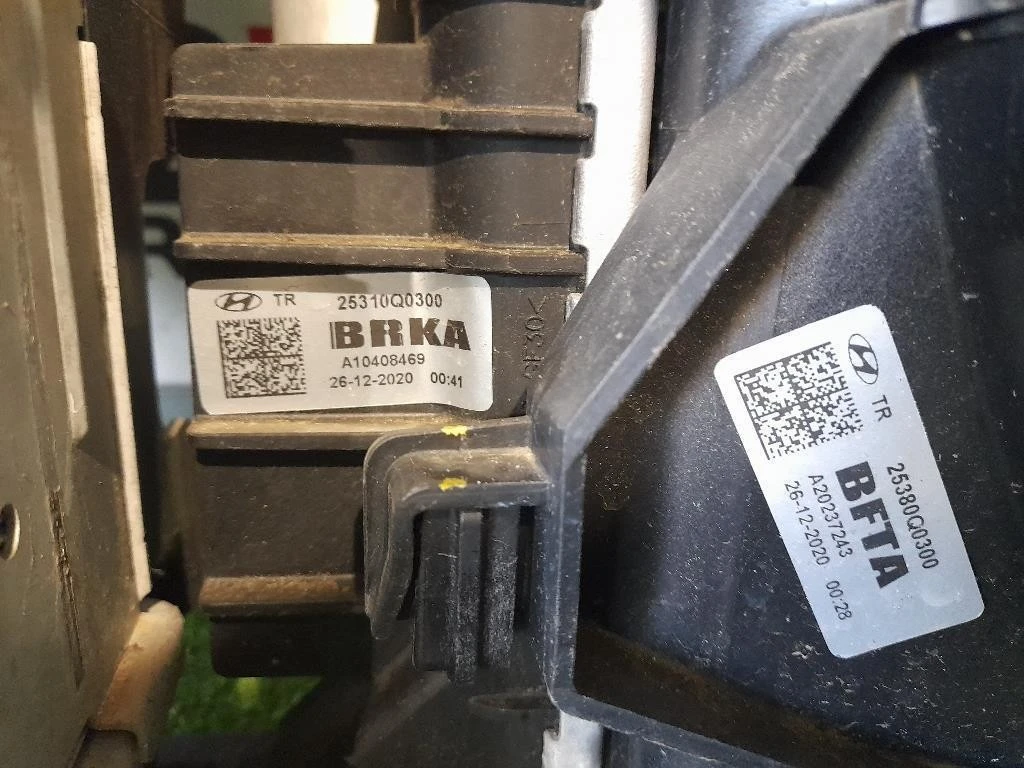 TR 25310Q0300
BRKA
A10408469
26-12-2020 00:41
TR 25380Q0300
BFTA
A20237243
26-12-2020 00:28